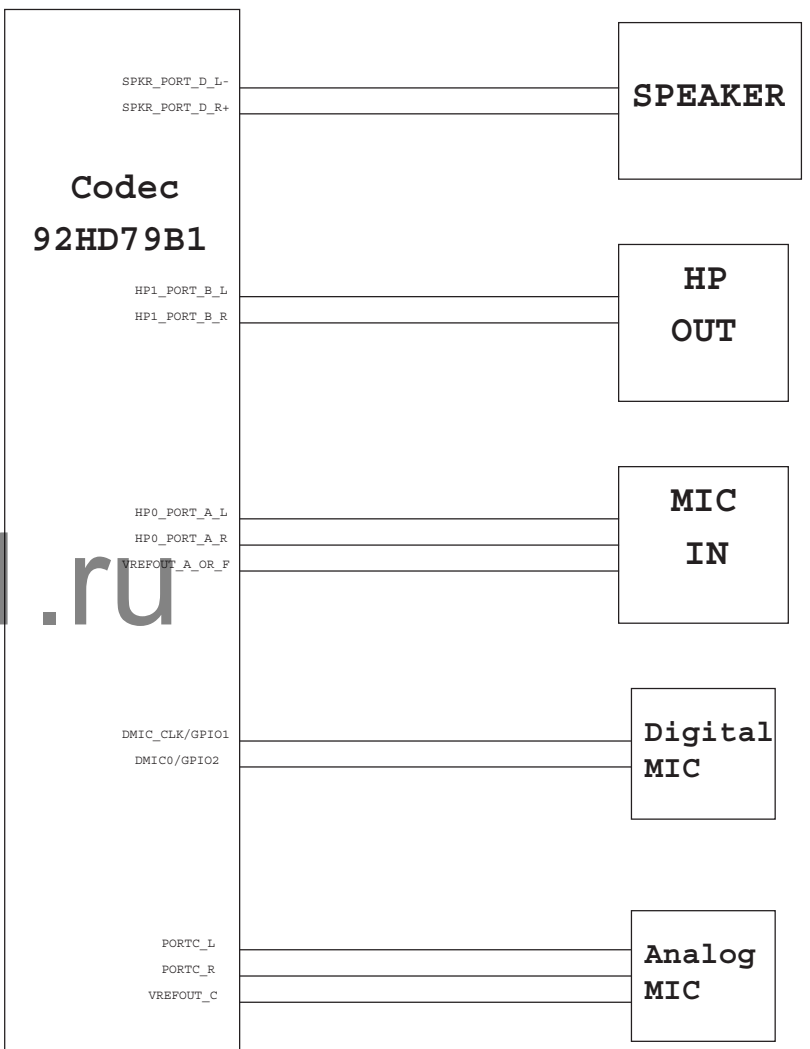 SPKR_PORT_D_L-
SPKR_PORT_D_R+
SPEAKER
Codec
92HD79B1
HP1_PORT_B_L
HP1_PORT_B_R
HP
OUT
HP0_PORT_A_L
HP0_PORT_A_R
VREFOUT_A_OR_F
MIC
IN
.ru
DMIC_CLK/GPIO1
DMIC0/GPIO2
Digital
MIC
PORTC_L
PORTC_R
VREFOUT_C
Analog
MIC